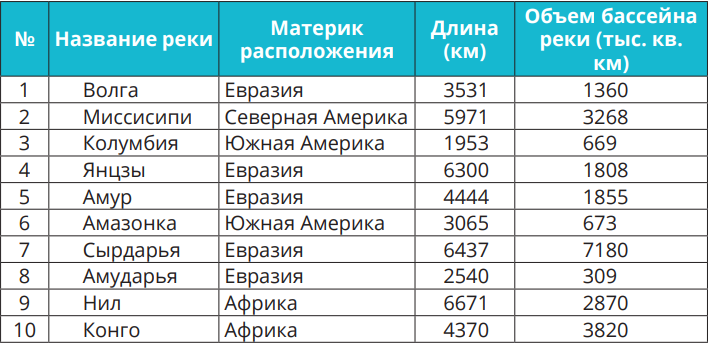 № Название реки Материк расположения Длина (км) Объем бассейна реки (тыс. кв. км)
1 Волга Евразия 3531 1360
2 Миссисипи Северная Америка 5971 3268
3 Колумбия Южная Америка 1953 669
4 Янцзы Евразия 6300 1808
5 Амур Евразия 4444 1855
6 Амазонка Южная Америка 3065 673
7 Сырдарья Евразия 6437 7180
8 Амударья Евразия 2540 309
9 Нил Африка 6671 2870
10 Конго Африка 4370 3820